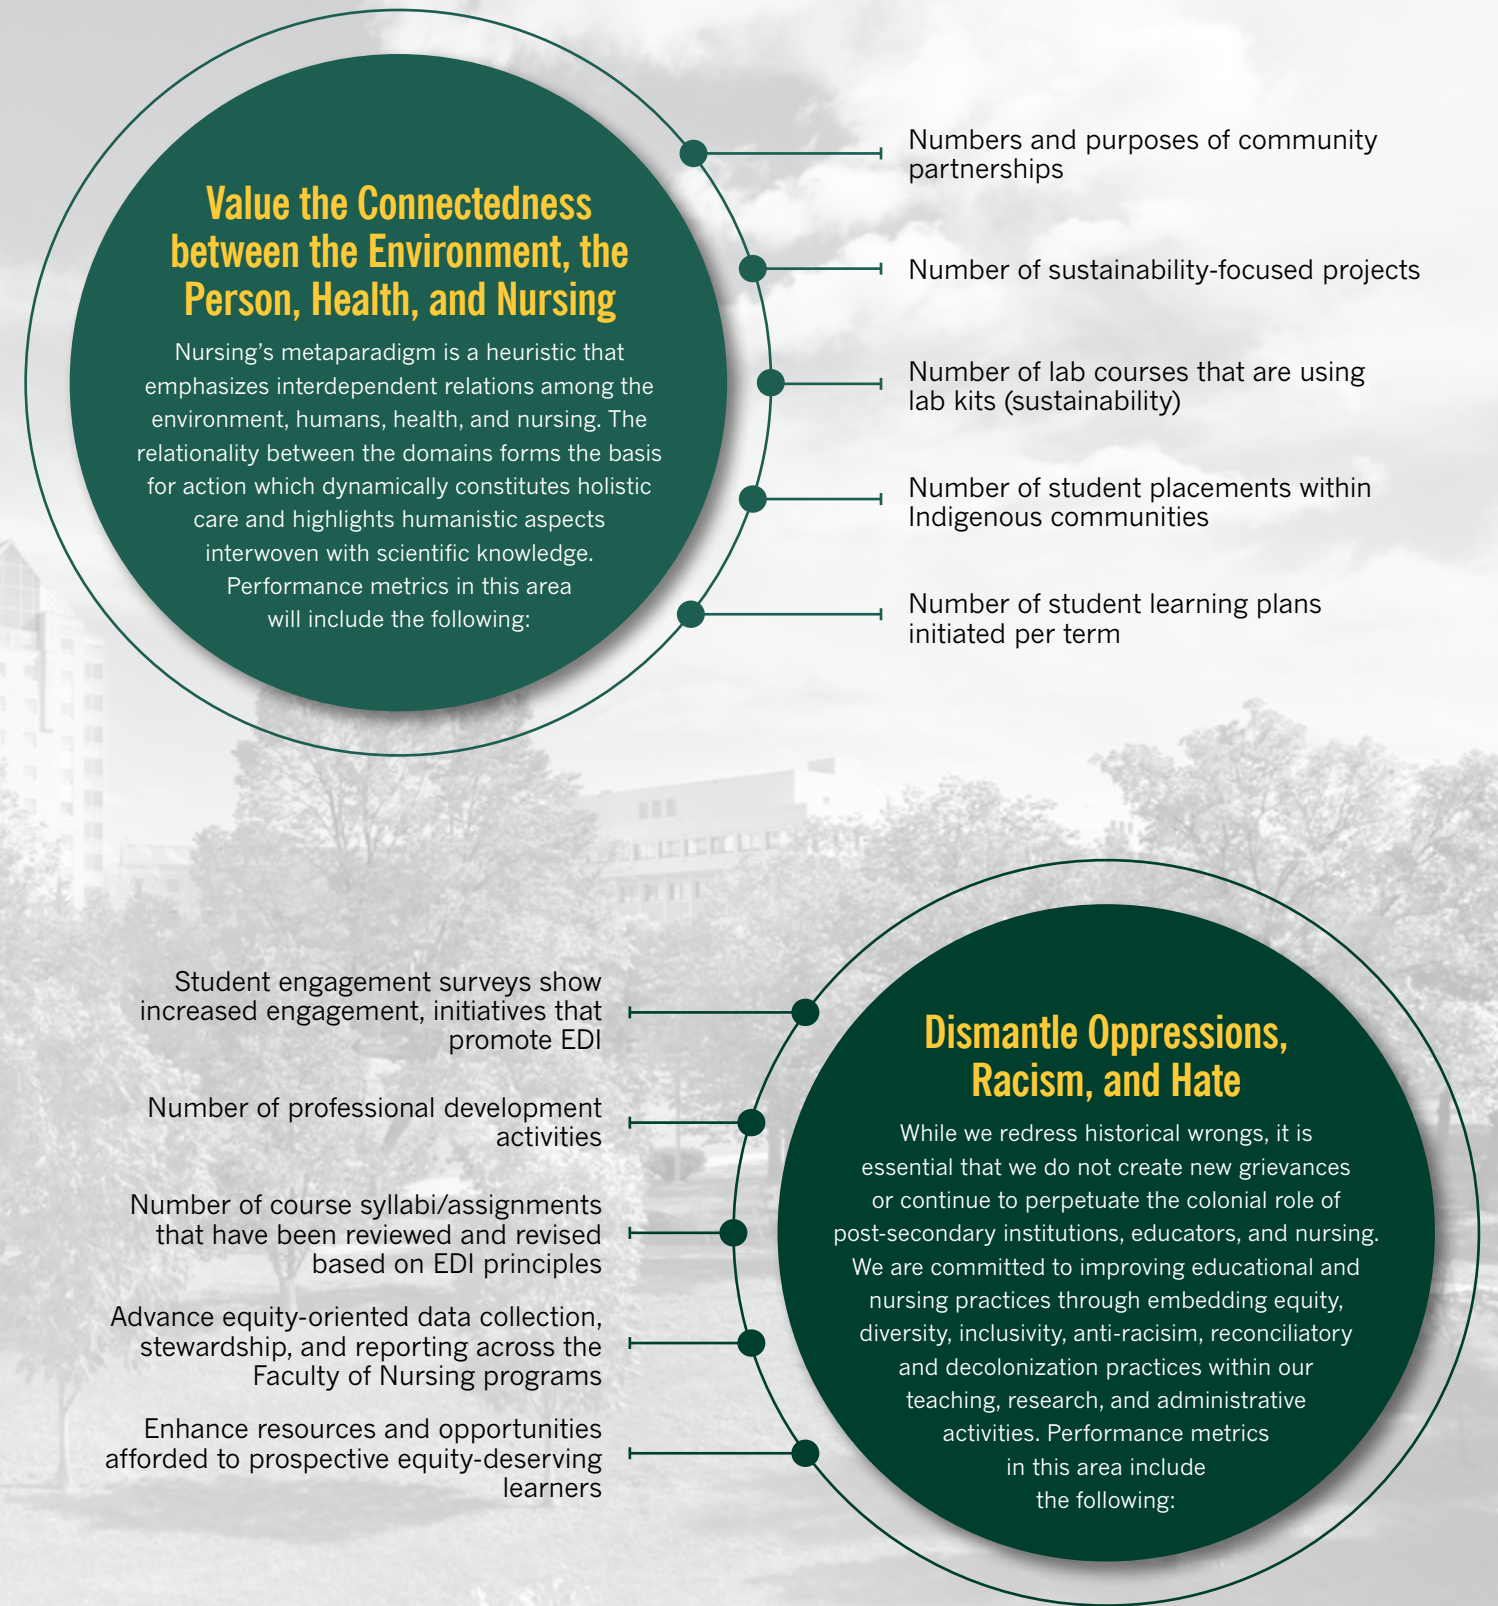 Value the Connectedness
between the Environment, the
Person, Health, and Nursing
Nursing's metaparadigm is a heuristic that
emphasizes interdependent relations among the
environment, humans, health, and nursing. The
relationality between the domains forms the basis
for action which dynamically constitutes holistic
care and highlights humanistic aspects
interwoven with scientific knowledge.
Performance metrics in this area
will include the following:
Numbers and purposes of community
partnerships
Number of sustainability-focused projects
Number of lab courses that are using
lab kits (sustainability)
Number of student placements within
Indigenous communities
Number of student learning plans
initiated per term
Dismantle Oppressions,
Racism, and Hate
While we redress historical wrongs, it is
essential that we do not create new grievances
or continue to perpetuate the colonial role of
post-secondary institutions, educators, and nursing.
We are committed to improving educational and
nursing practices through embedding equity,
diversity, inclusivity, anti-racisim, reconciliatory
and decolonization practices within our
teaching, research, and administrative
activities. Performance metrics
in this area include
the following:
Student engagement surveys show
increased engagement, initiatives that
promote EDI
Number of professional development
activities
Number of course syllabi/assignments
that have been reviewed and revised
based on EDI principles
Advance equity-oriented data collection,
stewardship, and reporting across the
Faculty of Nursing programs
Enhance resources and opportunities
afforded to prospective equity-deserving
learners